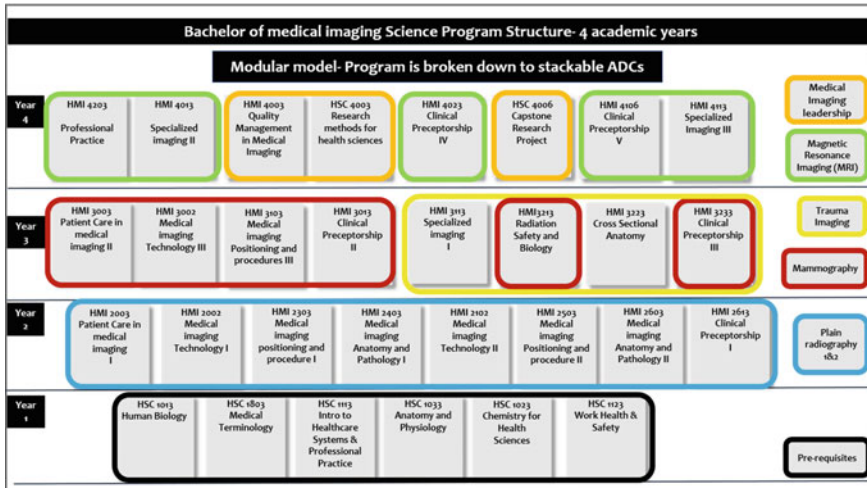 Bachelor of medical imaging Science Program Structure- 4 academic years
Modular model- Program is broken down to stackable ADCs
Year
4
HMI 4203
Professional
Practice
HMI 4013
Specialized
imaging II
HMI 4003
Quality
Management
in Medical
Imaging
HSC 4003
Research
methods for
health sciences
HMI 4023
Clinical
Preceptorship
IV
HSC 4006
Capstone
Research
Project
HMI 4106
Clinical
Preceptorship
V
HMI 4113
Specialized
Imaging III
Medical
Imaging
leadership
Magnetic
Resonance
Imaging (MRI)
Year
3
HMI 3003
Patient Care in
medical
imaging II
HMI 3002
Medical
imaging
Technology III
HMI 3103
Medical
imaging
Positioning and
procedures III
HMI 3013
Clinical
Preceptorship
II
HMI 3113
Specialized
imaging
I
HMI3213
Radiation
Safety and
Biology
HMI 3223
Cross Sectional
Anatomy
HMI 3233
Clinical
Preceptorship
III
Trauma
Imaging
Mammography
Year
2
HMI 2003
Patient Care in
medical
imaging
I
HMI 2002
Medical
imaging
Technology I
HMI 2303
Medical
imaging
positioning and
procedure I
HMI 2403
Medical
imaging
Anatomy and
Pathology I
HMI 2102
Medical
imaging
Technology II
HMI 2503
Medical
imaging
Positioning and
procedure II
HMI 2603
Medical
imaging
Anatomy and
Pathology II
HMI 2613
Clinical
Preceptorship
I
Plain
radiography
1&2
Year
1
HSC 1013
Human Biology
HSC 1803
Medical
Terminology
HSC 1113
Intro to
Healthcare
Systems &
Professional
Practice
HSC 1033
Anatomy and
Physiology
HSC 1023
Chemistry for
Health
Sciences
HSC 1123
Work Health &
Safety
Pre-requisites